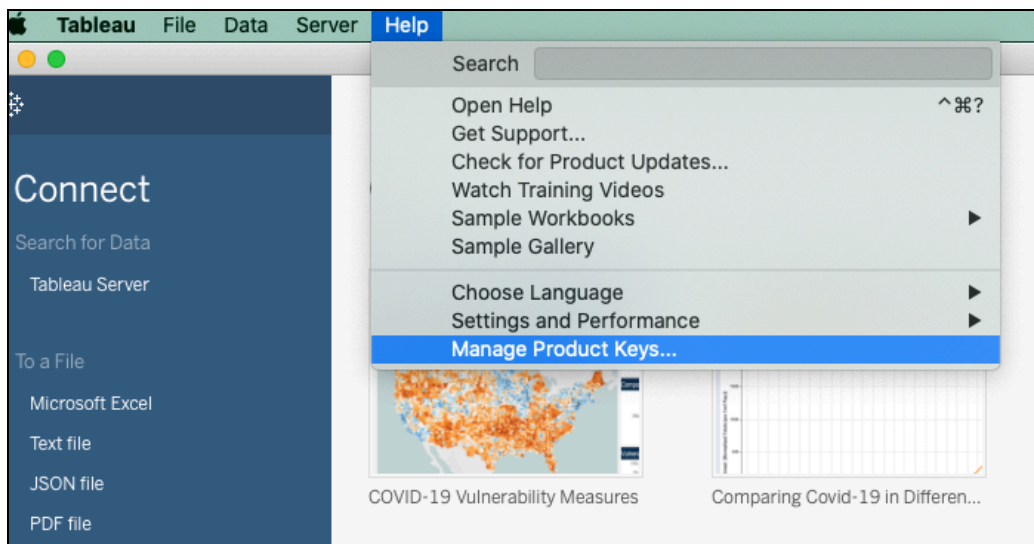 Tableau File Data Server Help
Search
Open Help ^⌘?
Get Support...
Check for Product Updates...
Watch Training Videos
Sample Workbooks ▶
Sample Gallery
Choose Language ▶
Settings and Performance ▶
Manage Product Keys...
Connect
Search for Data
Tableau Server
To a File
Microsoft Excel
Text file
JSON file
PDF file
COVID-19 Vulnerability Measures
Comparing Covid-19 in Differen...